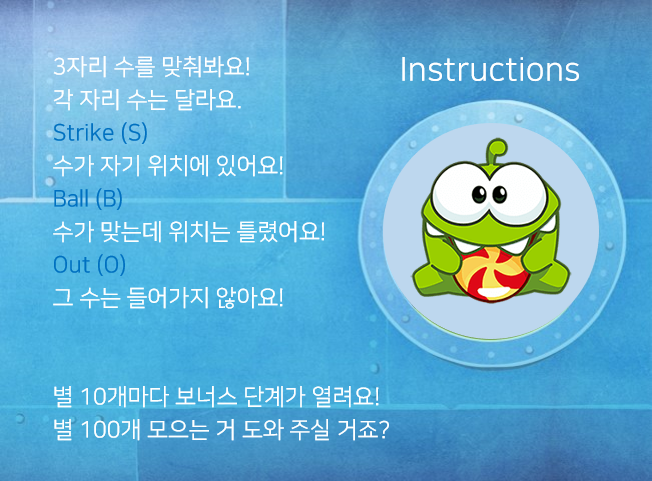 Instructions
3자리 수를 맞춰봐요!
각 자리 수는 달라요.
Strike (S)
수가 자기 위치에 있어요!
Ball (B)
수가 맞는데 위치는 틀렸어요!
Out (O)
그 수는 들어가지 않아요!
별 10개마다 보너스 단계가 열려요!
별 100개 모으는 거 도와 주실 거죠?